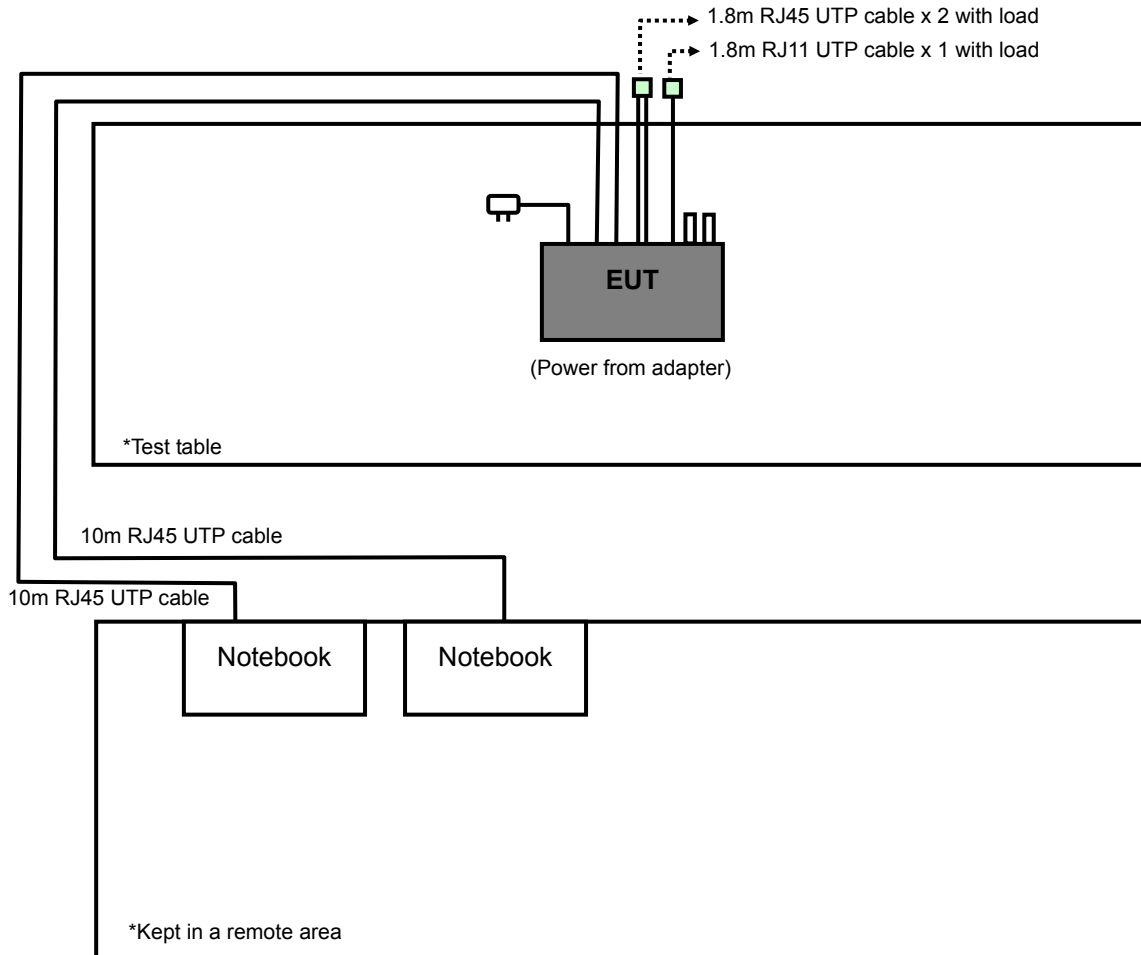 1.8m RJ45 UTP cable x 2 with load
1.8m RJ11 UTP cable x 1 with load
EUT
(Power from adapter)
*Test table
10m RJ45 UTP cable
10m RJ45 UTP cable
Notebook
Notebook
*Kept in a remote area